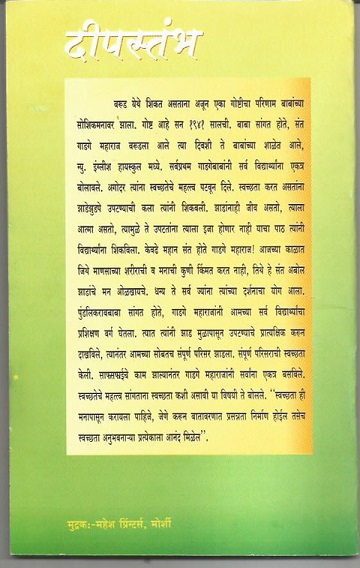 दीपस्तंभ
वरुड येथे शिकत असताना अजून एका गोष्टीचा परिणाम बाबांच्या
सोशिकमनावर झाला. गोष्ट आहे सन १९४१ सालची. बाबा सांगत होते, संत
गाडगे महाराज वरूडला आले त्या दिवशी ते बाबांच्या शाळेत आले,
न्यु. इंग्लीश हायस्कुल मध्ये. सर्वप्रथम गाडगेबाबांनी सर्व विद्यार्थ्यांना एकत्र
बोलावले. अगोदर त्यांना स्वच्छतेचे महत्त्व पटवून दिले. स्वच्छता करत असतांना
झाडेझुडपे उपटण्याची कला त्यांनी शिकवली. झाडांनाही जीव असतो, त्याला
आत्मा असतो, त्यामुळे ते उपटतांना त्याला इजा होणार नाही याचा पाठ त्यांनी
विद्यार्थ्यांना शिकविला. केवढे महान संत होते गाडगे महाराज! आजच्या काळात
जिथे माणसाच्या शरीराची व मनाची कुणी किंमत करत नाही, तिथे हे संत अबोल
झाडांचे मन ओळखायचे. धन्य ते सर्व ज्यांना त्यांच्या दर्शनाचा योग आला.
पुंडलिकरावबाबा सांगत होते, गाडगे महाराजांनी आमच्या सर्व विद्यार्थ्यांचा
प्रशिक्षण वर्ग घेतला. त्यात त्यांनी झाड मुळापासून उपटण्याचे प्रात्यक्षिक करुन
दाखविले, त्यानंतर आमच्या सोबतच संपूर्ण परिसर झाडला. संपूर्ण परिसराची स्वच्छता
केली. साफसफाईचे काम झाल्यानंतर गाडगे महाराजांनी सर्वांना एकत्र बसविले.
स्वच्छतेचे महत्व सांगताना स्वच्छता कशी असावी या विषयी ते बोलले. "स्वच्छता ही
मनापासून करायला पाहिजे, जेणे करुन वातावरणात प्रसन्नता निर्माण होईल तसेच
स्वच्छता अनुभवनाऱ्या प्रत्येकाला आनंद मिळेल".
मुद्रकः-महेश प्रिंन्टर्स, मोर्शी